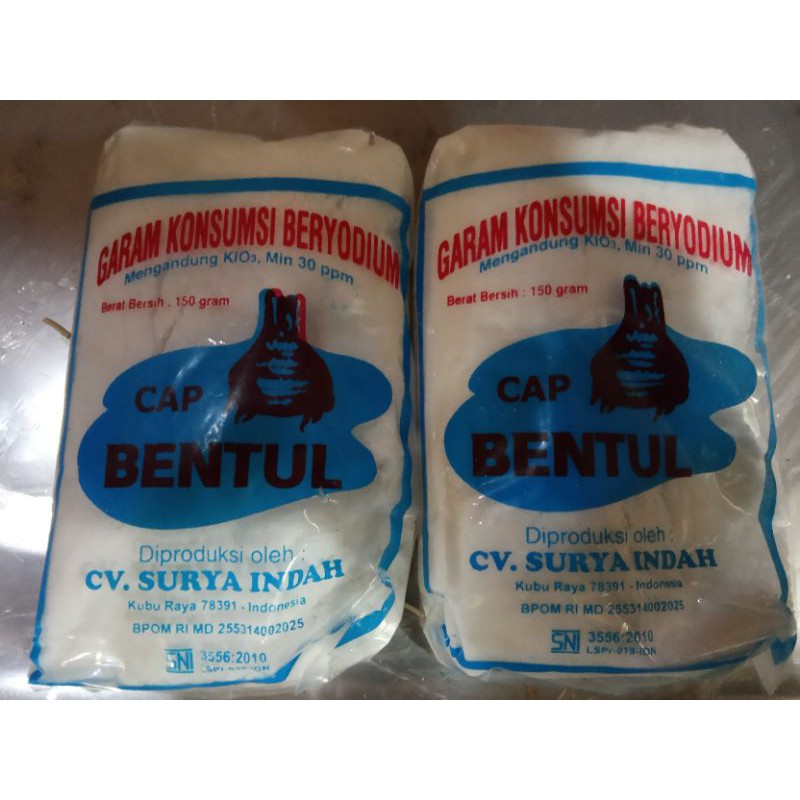 GARAM KONSUMSI BERYODIUM
Mengandung KIO₃, Min 30 ppm
Berat Bersih : 150 gram
CAP
BENTUL
Diproduksi oleh :
CV. SURYA INDAH
Kubu Raya 78391 - Indonesia
BPOM RI MD 255314002025
SNI 3556:2010
GARAM KONSUMSI BERYODIUM
Mengandung KIO₃, Min 30 ppm
Berat Bersih : 150 gram
CAP
BENTUL
Diproduksi oleh :
CV. SURYA INDAH
Kubu Raya 78391 - Indonesia
BPOM RI MD 255314002025
SNI 3556:2010
LSPr-019-IDN